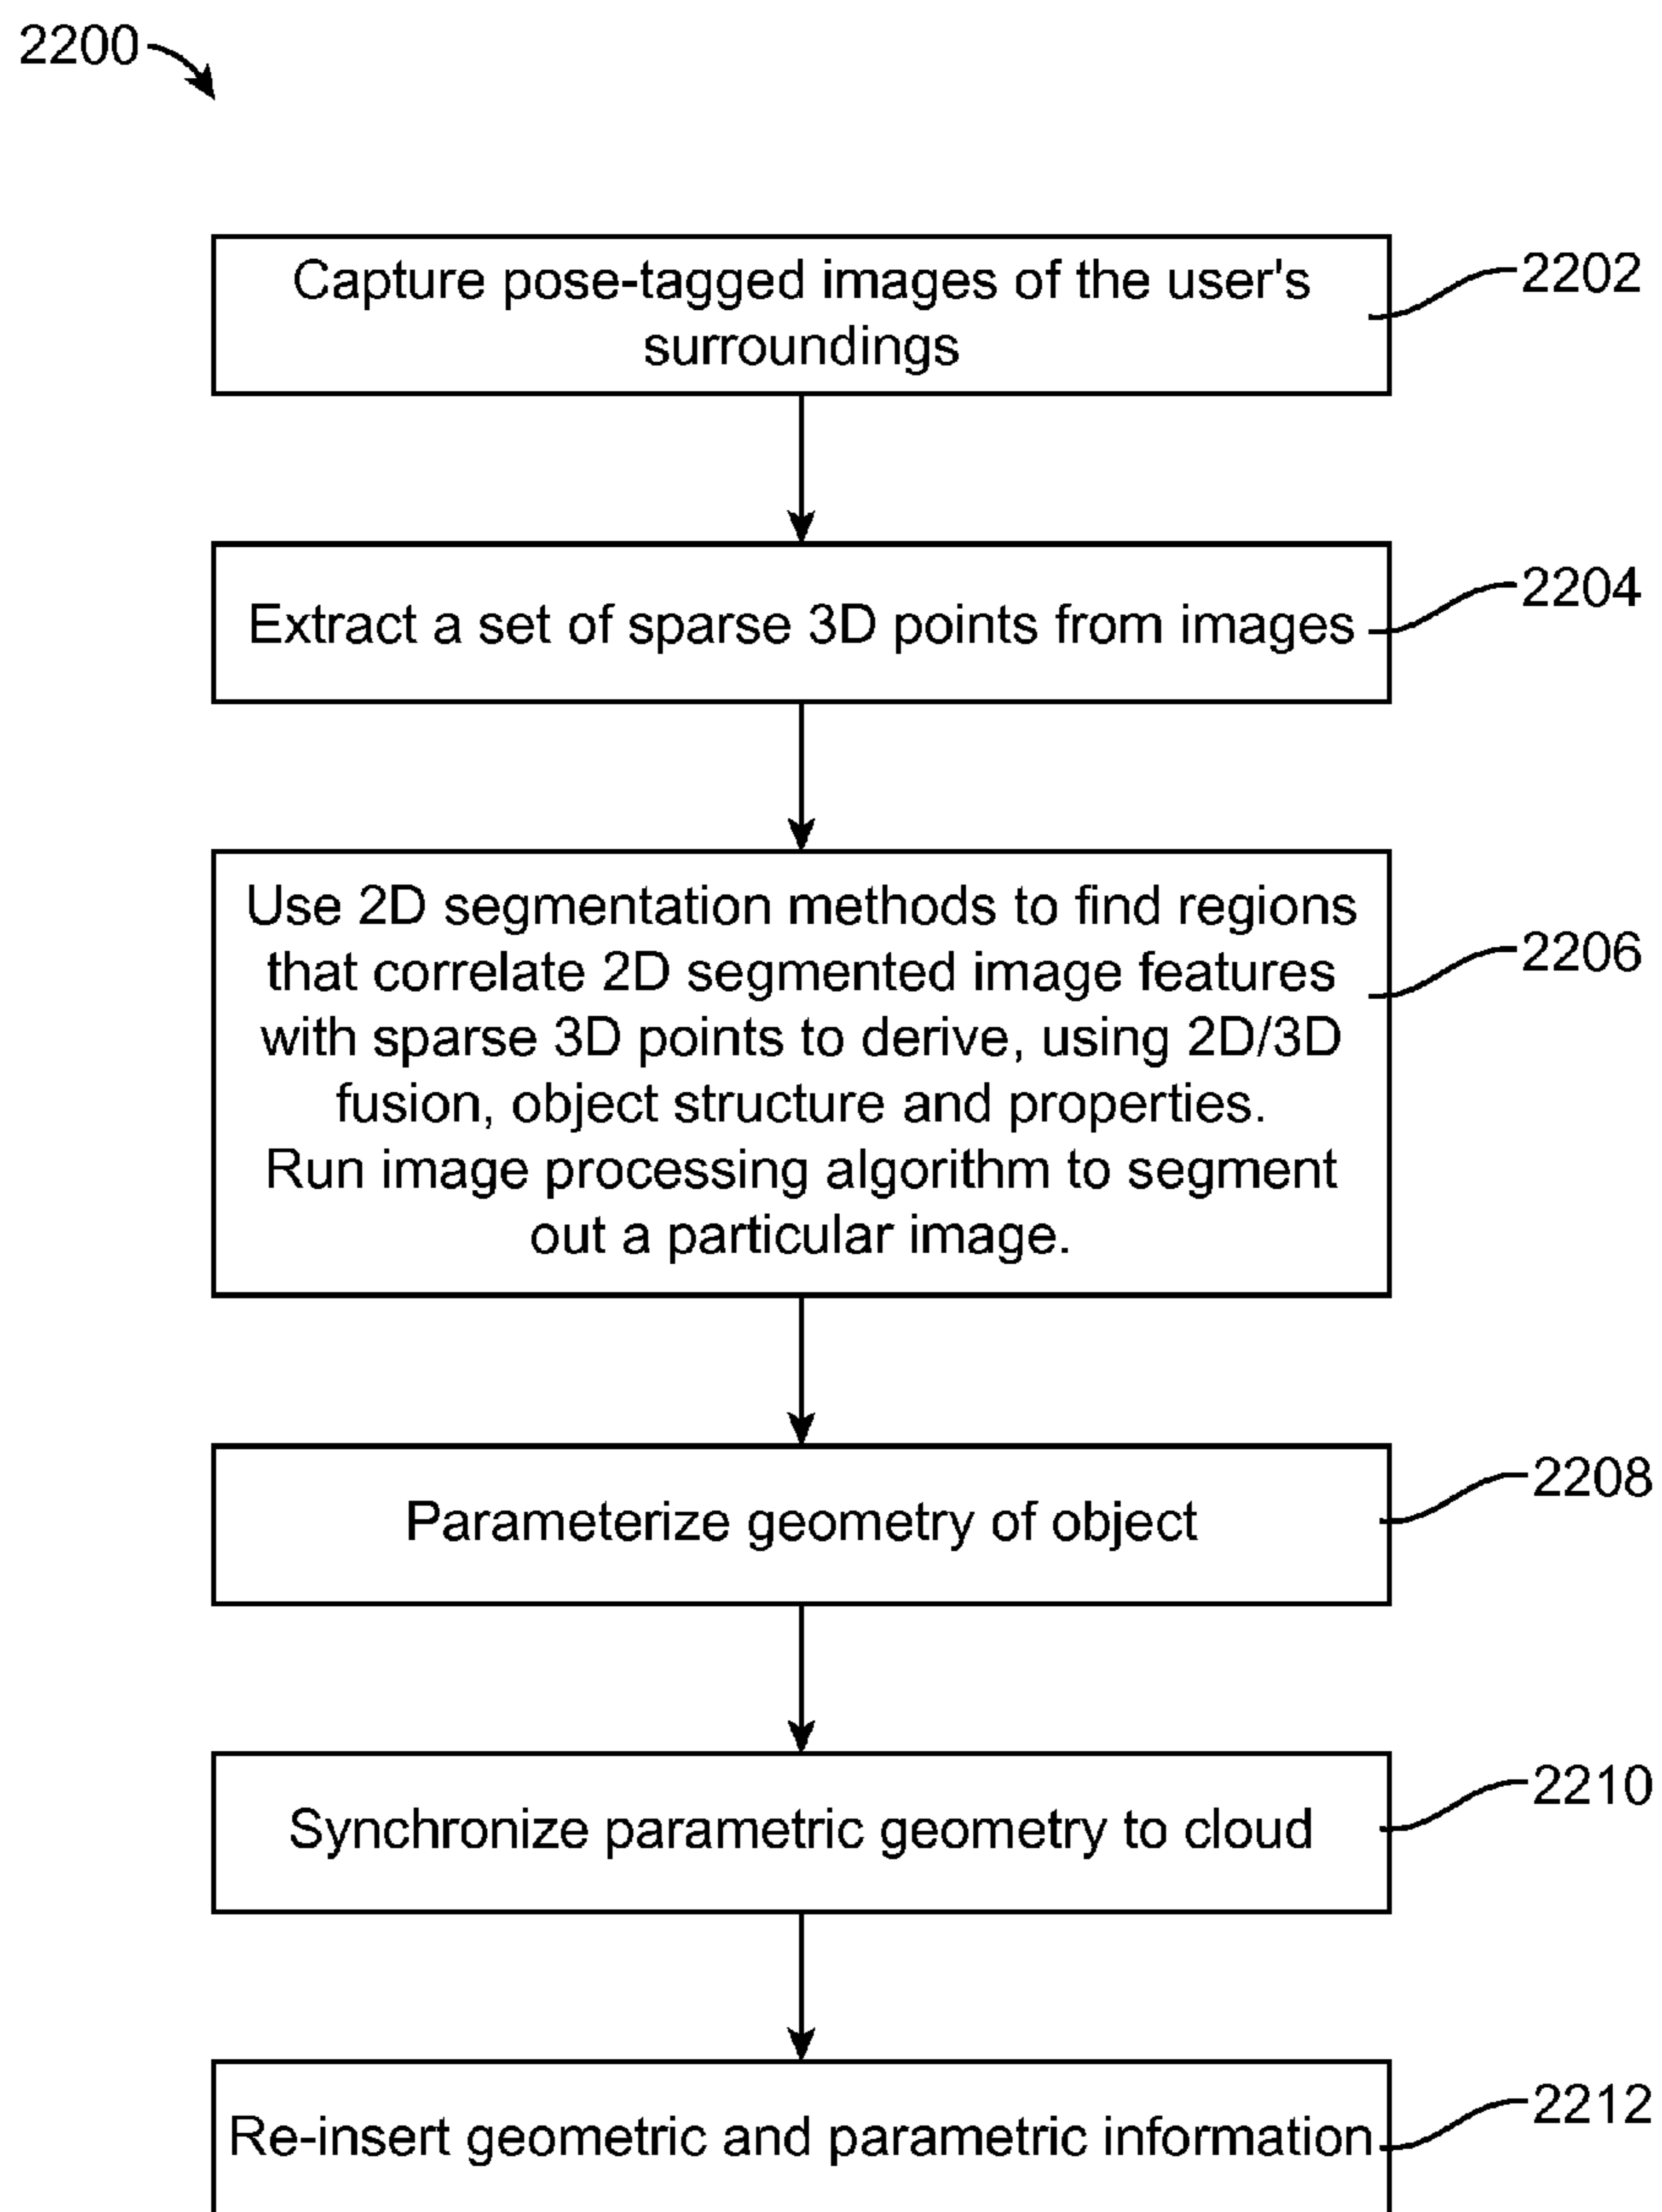 2200
Capture pose-tagged images of the user's
surroundings
2202
Extract a set of sparse 3D points from images
2204
Use 2D segmentation methods to find regions
that correlate 2D segmented image features
with sparse 3D points to derive, using 2D/3D
fusion, object structure and properties.
Run image processing algorithm to segment
out a particular image.
2206
Parameterize geometry of object
2208
Synchronize parametric geometry to cloud
2210
Re-insert geometric and parametric information
2212